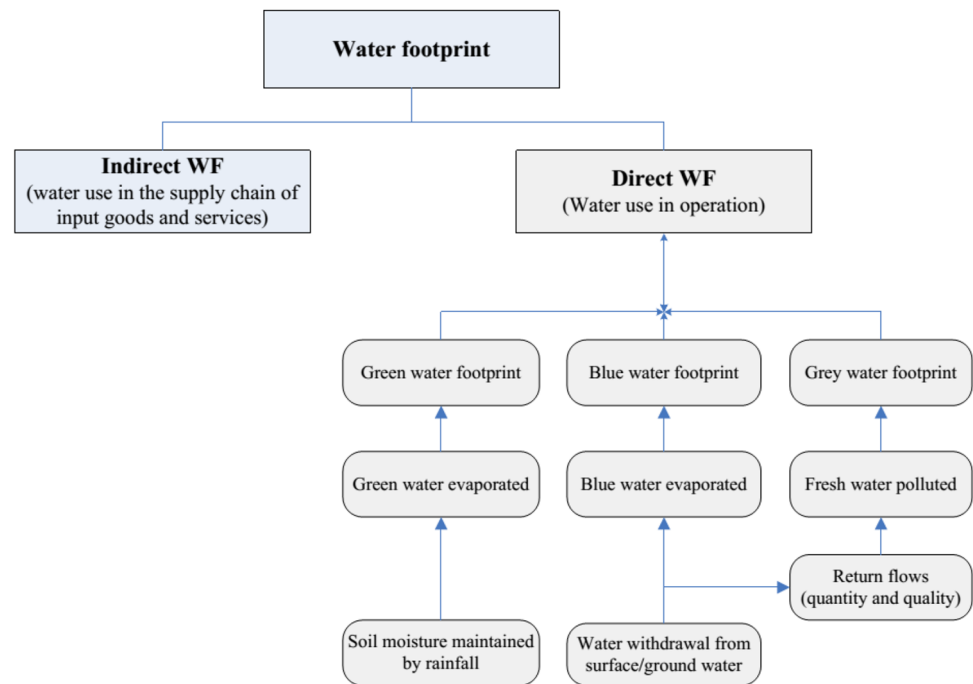 Water footprint
Indirect WF
(water use in the supply chain of
input goods and services)
Direct WF
(Water use in operation)
Green water footprint
Blue water footprint
Grey water footprint
Green water evaporated
Blue water evaporated
Fresh water polluted
Return flows
(quantity and quality)
Soil moisture maintained
by rainfall
Water withdrawal from
surface/ground water